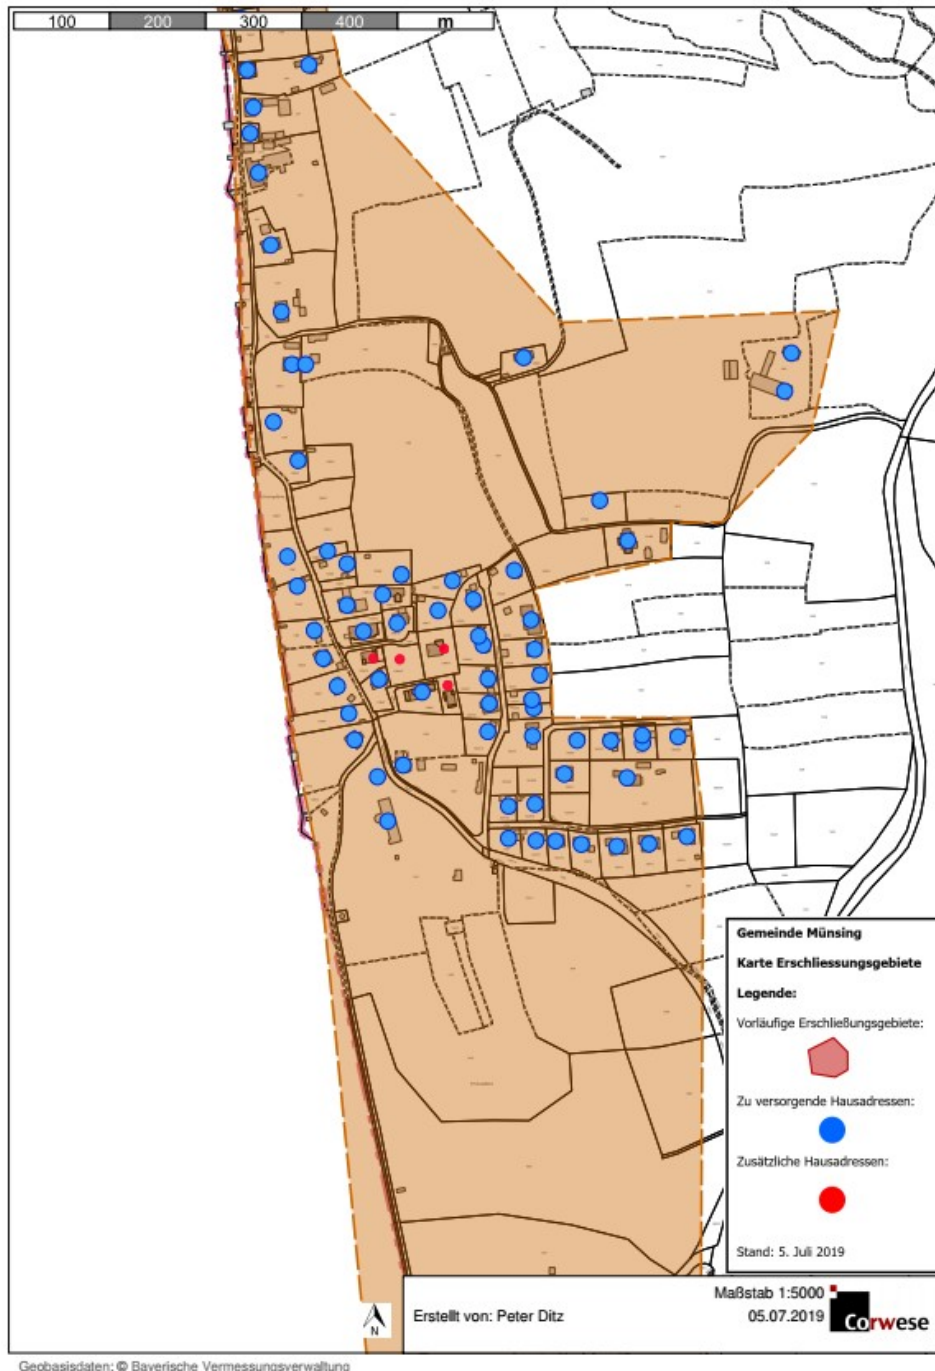 100 200 300 400 m
Gemeinde Münsing
Karte Erschliessungsgebiete
Legende:
Vorläufige Erschließungsgebiete:
Zu versorgende Hausadressen:
Zusätzliche Hausadressen:
Stand: 5. Juli 2019
Maßstab 1:5000
Erstellt von: Peter Ditz
05.07.2019
Corwese
N
Geobasisdaten: © Bayerische Vermessungsverwaltung